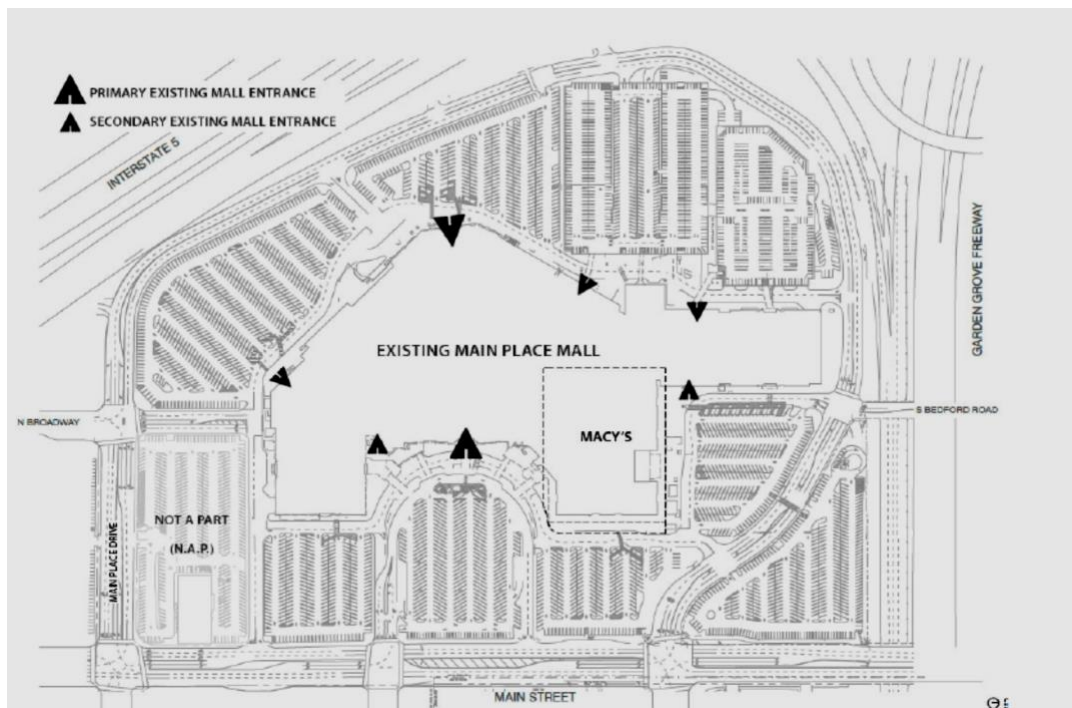 PRIMARY EXISTING MALL ENTRANCE
SECONDARY EXISTING MALL ENTRANCE
INTERSTATE 5
GARDEN GROVE FREEWAY
EXISTING MAIN PLACE MALL
N BROADWAY
S BEDFORD ROAD
MACY'S
NOT A PART
(N.A.P.)
MAIN PLACE DRIVE
MAIN STREET